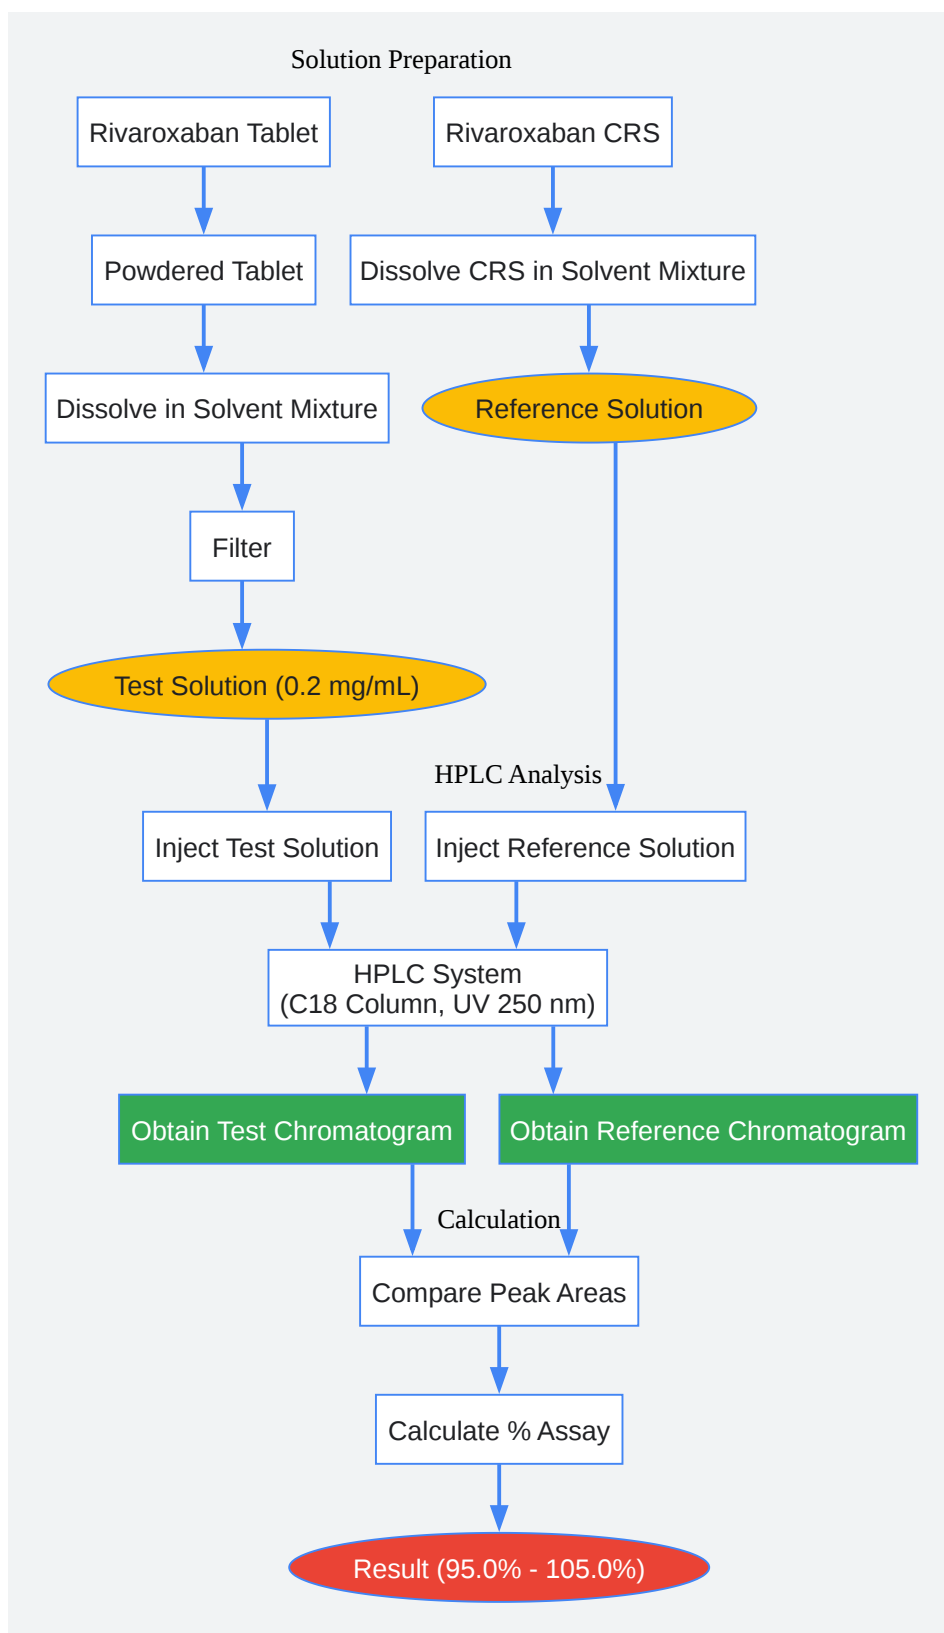 Solution Preparation
Rivaroxaban Tablet
Rivaroxaban CRS
Powdered Tablet
Dissolve CRS in Solvent Mixture
Dissolve in Solvent Mixture
Reference Solution
Filter
Test Solution (0.2 mg/mL)
HPLC Analysis
Inject Test Solution
Inject Reference Solution
HPLC System
(C18 Column, UV 250 nm)
Obtain Test Chromatogram
Obtain Reference Chromatogram
Calculation
Compare Peak Areas
Calculate % Assay
Result (95.0% - 105.0%)